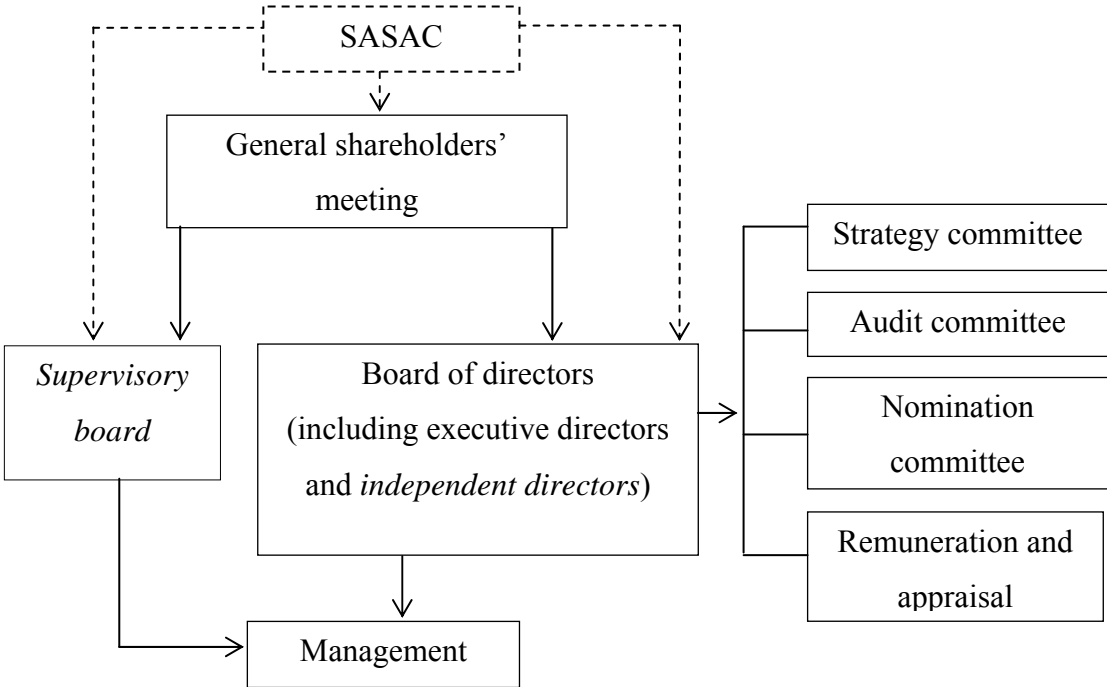 SASAC
General shareholders’
meeting
Supervisory
board
Board of directors
(including executive directors
and independent directors)
Management
Strategy committee
Audit committee
Nomination
committee
Remuneration and
appraisal